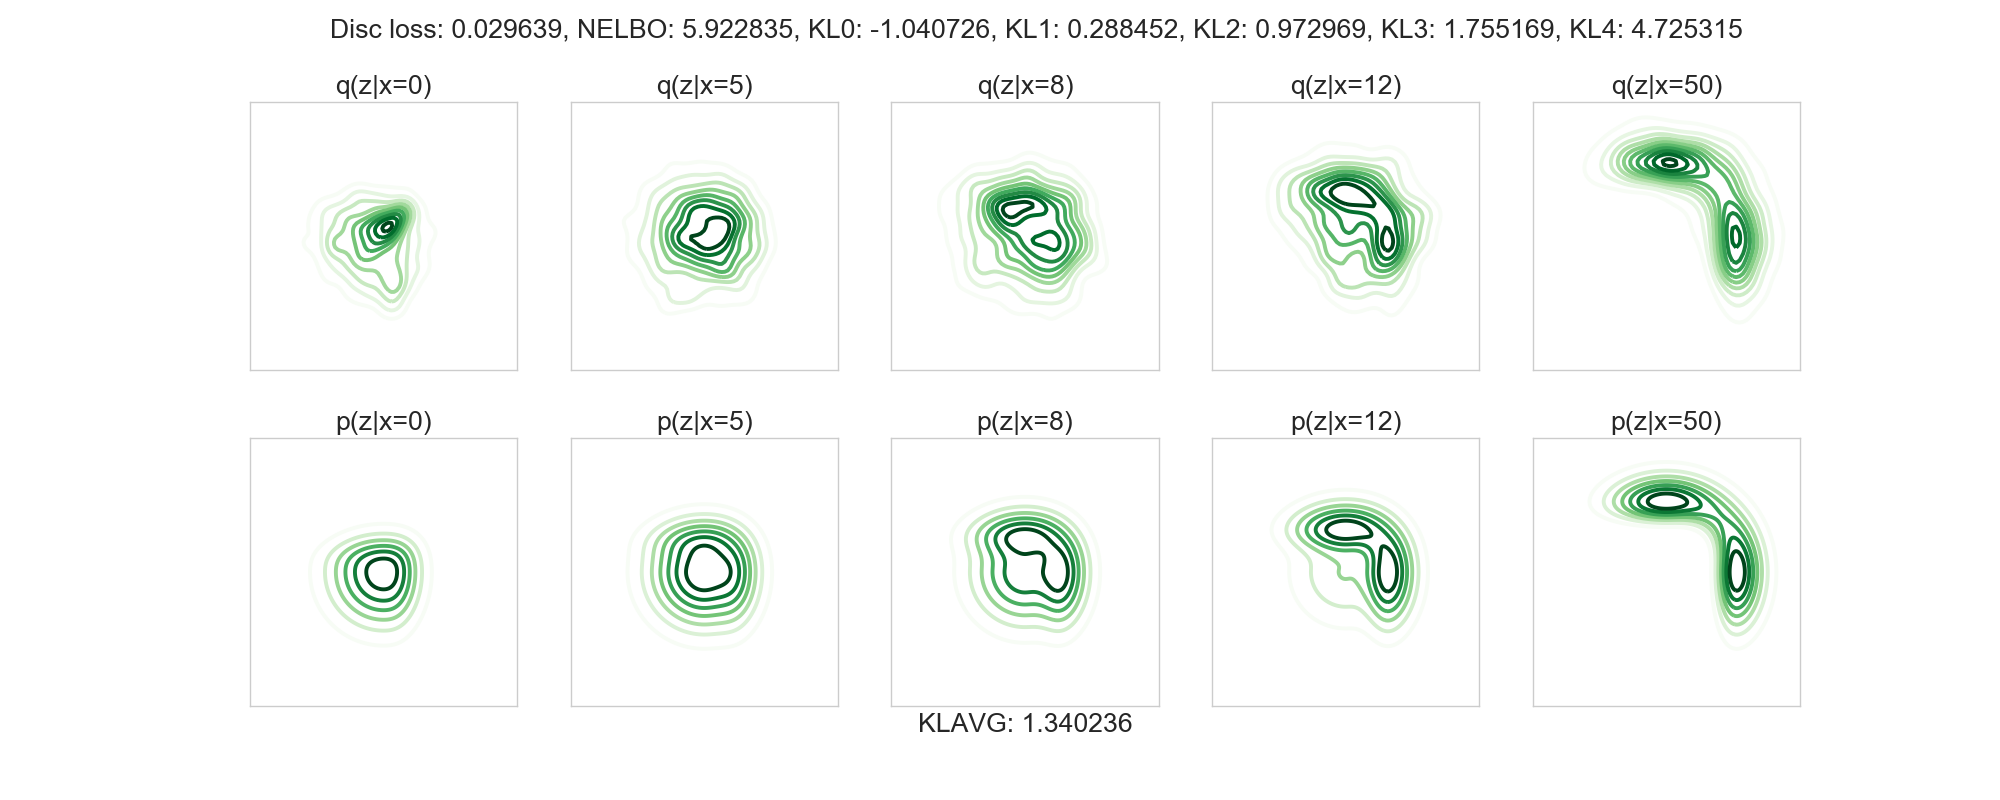 Disc loss: 0.029639, NELBO: 5.922835, KL0: -1.040726, KL1: 0.288452, KL2: 0.972969, KL3: 1.755169, KL4: 4.725315
q(z|x=0) q(z|x=5) q(z|x=8) q(z|x=12) q(z|x=50)
p(z|x=0) p(z|x=5) p(z|x=8) p(z|x=12) p(z|x=50)
KLAVG: 1.340236